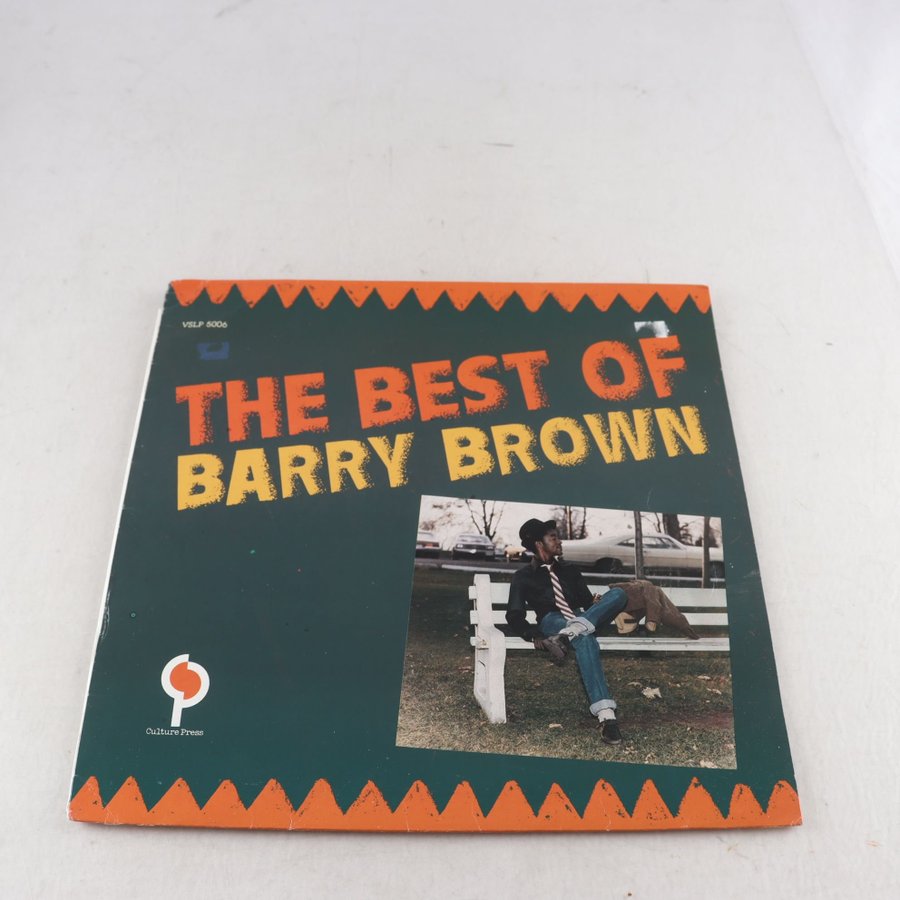 VSLP 5006
THE BEST OF
BARRY BROWN
Culture Press